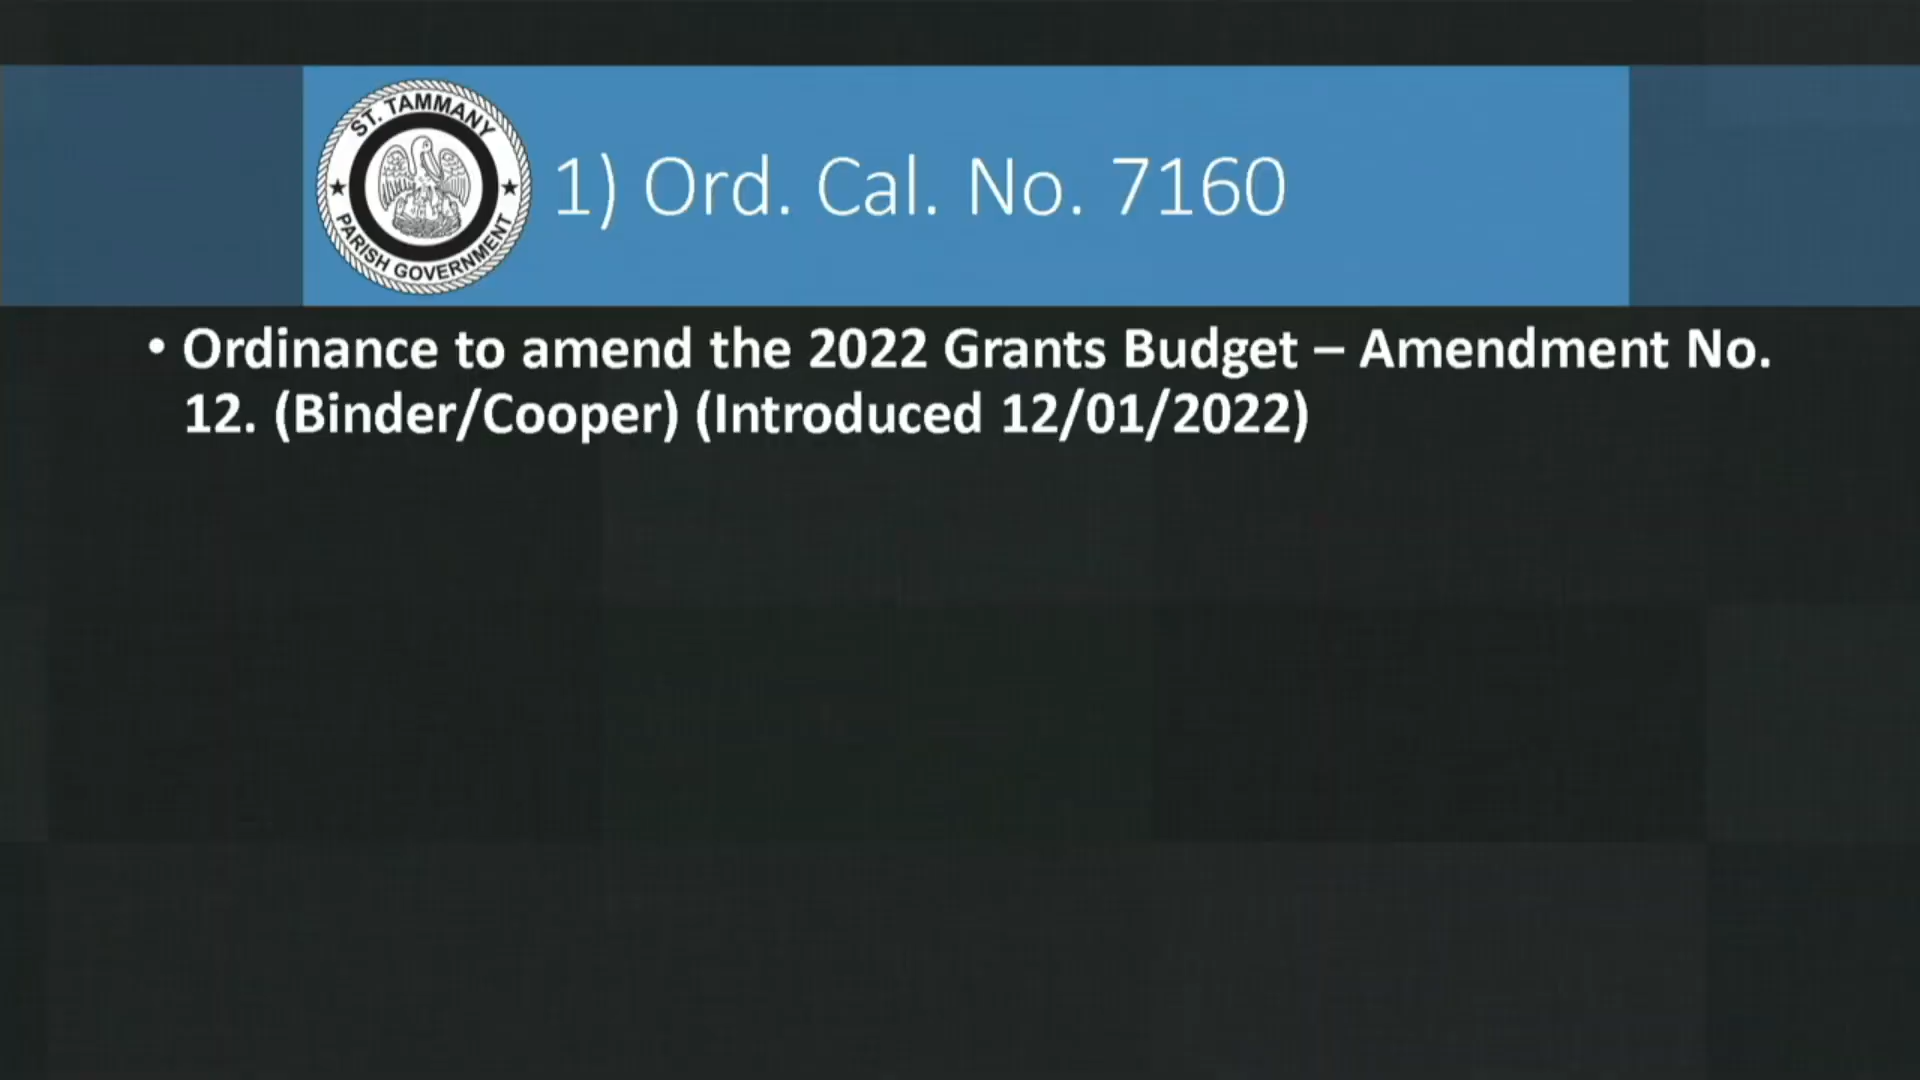 ST. TAMMANY
PARISH GOVERNMENT
1) Ord. Cal. No. 7160
• Ordinance to amend the 2022 Grants Budget – Amendment No.
12. (Binder/Cooper) (Introduced 12/01/2022)